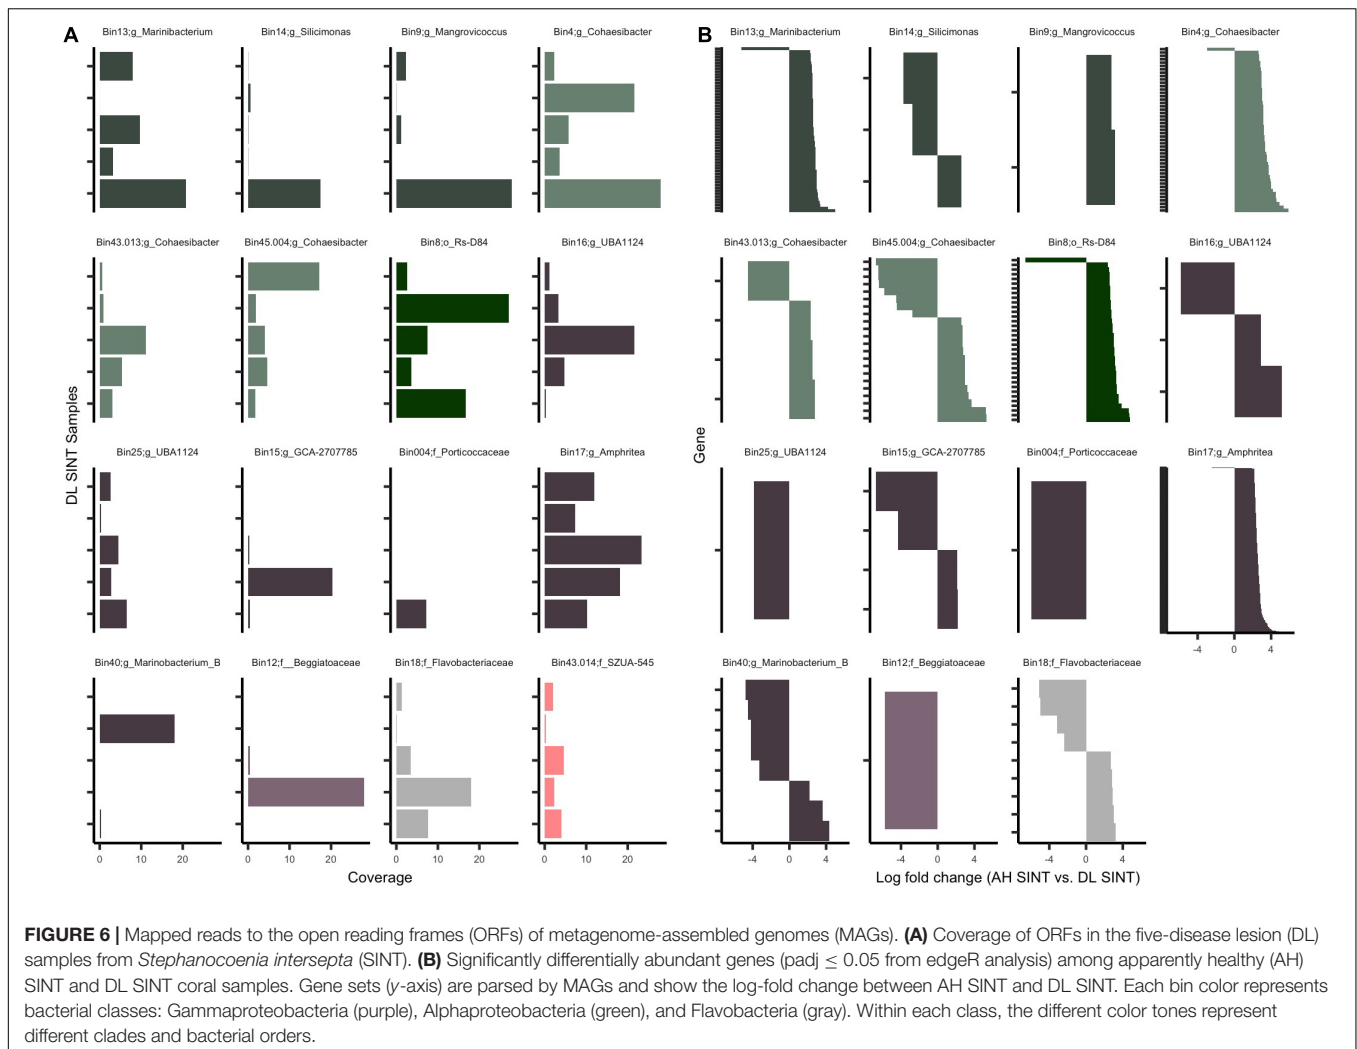 A
Bin13;g_Marinibacterium
Bin14;g_Silicimonas
Bin9;g_Mangrovicoccus
Bin4;g_Cohaesibacter
Bin43.013;g_Cohaesibacter
Bin45.004;g_Cohaesibacter
Bin8;o_Rs-D84
Bin16;g_UBA1124
DL SINT Samples
Bin25;g_UBA1124
Bin15;g_GCA-2707785
Bin004;f_Porticoccaceae
Bin17;g_Amphritea
Bin40;g_Marinobacterium_B
Bin12;f__Beggiatoaceae
Bin18;f_Flavobacteriaceae
Bin43.014;f_SZUA-545
0 10 20
0 10 20
0 10 20
0 10 20
Coverage
B
Bin13;g_Marinibacterium
Bin14;g_Silicimonas
Bin9;g_Mangrovicoccus
Bin4;g_Cohaesibacter
Bin43.013;g_Cohaesibacter
Bin45.004;g_Cohaesibacter
Bin8;o_Rs-D84
Bin16;g_UBA1124
Gene
Bin25;g_UBA1124
Bin15;g_GCA-2707785
Bin004;f_Porticoccaceae
Bin17;g_Amphritea
-4 0 4
Bin40;g_Marinobacterium_B
Bin12;f_Beggiatoaceae
Bin18;f_Flavobacteriaceae
-4 0 4
-4 0 4
-4 0 4
Log fold change (AH SINT vs. DL SINT)
FIGURE 6 | Mapped reads to the open reading frames (ORFs) of metagenome-assembled genomes (MAGs). (A) Coverage of ORFs in the five-disease lesion (DL)
samples from Stephanocoenia intersepta (SINT). (B) Significantly differentially abundant genes (padj ≤ 0.05 from edgeR analysis) among apparently healthy (AH)
SINT and DL SINT coral samples. Gene sets (y-axis) are parsed by MAGs and show the log-fold change between AH SINT and DL SINT. Each bin color represents
bacterial classes: Gammaproteobacteria (purple), Alphaproteobacteria (green), and Flavobacteria (gray). Within each class, the different color tones represent
different clades and bacterial orders.